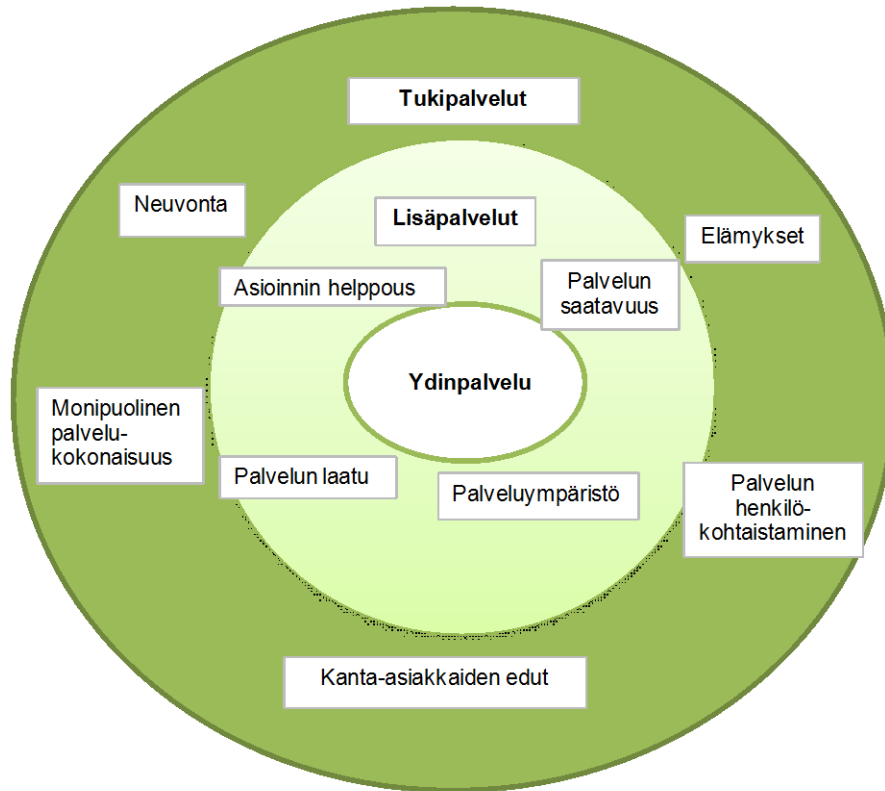 Tukipalvelut
Neuvonta
Lisäpalvelut
Elämykset
Asioinnin helppous
Palvelun
saatavuus
Ydinpalvelu
Monipuolinen
palvelu-
kokonaisuus
Palvelun laatu
Palveluympäristö
Palvelun
henkilö-
kohtaistaminen
Kanta-asiakkaiden edut